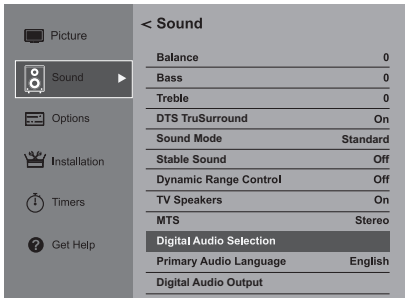 Picture
Sound
Options
Installation
Timers
Get Help
< Sound
Balance 0
Bass 0
Treble 0
DTS TruSurround On
Sound Mode Standard
Stable Sound Off
Dynamic Range Control Off
TV Speakers On
MTS Stereo
Digital Audio Selection
Primary Audio Language English
Digital Audio Output